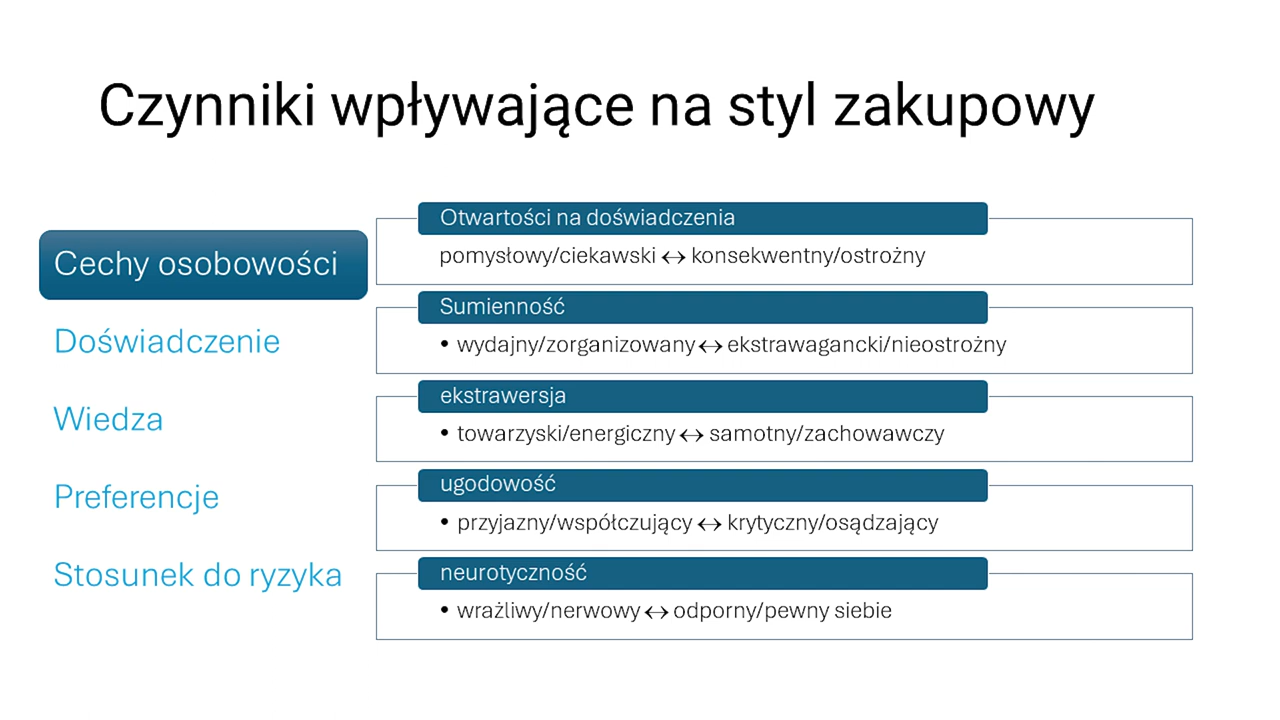 Czynniki wpływające na styl zakupowy
Cechy osobowości
Doświadczenie
Wiedza
Preferencje
Stosunek do ryzyka
Otwartości na doświadczenia
pomysłowy/ciekawski ↔ konsekwentny/ostrożny
Sumienność
• wydajny/zorganizowany ↔ ekstrawagancki/nieostrożny
ekstrawersja
• towarzyski/energiczny ↔ samotny/zachowawczy
ugodowość
• przyjazny/współczujący ↔ krytyczny/osądzający
neurotyczność
• wrażliwy/nerwowy ↔ odporny/pewny siebie